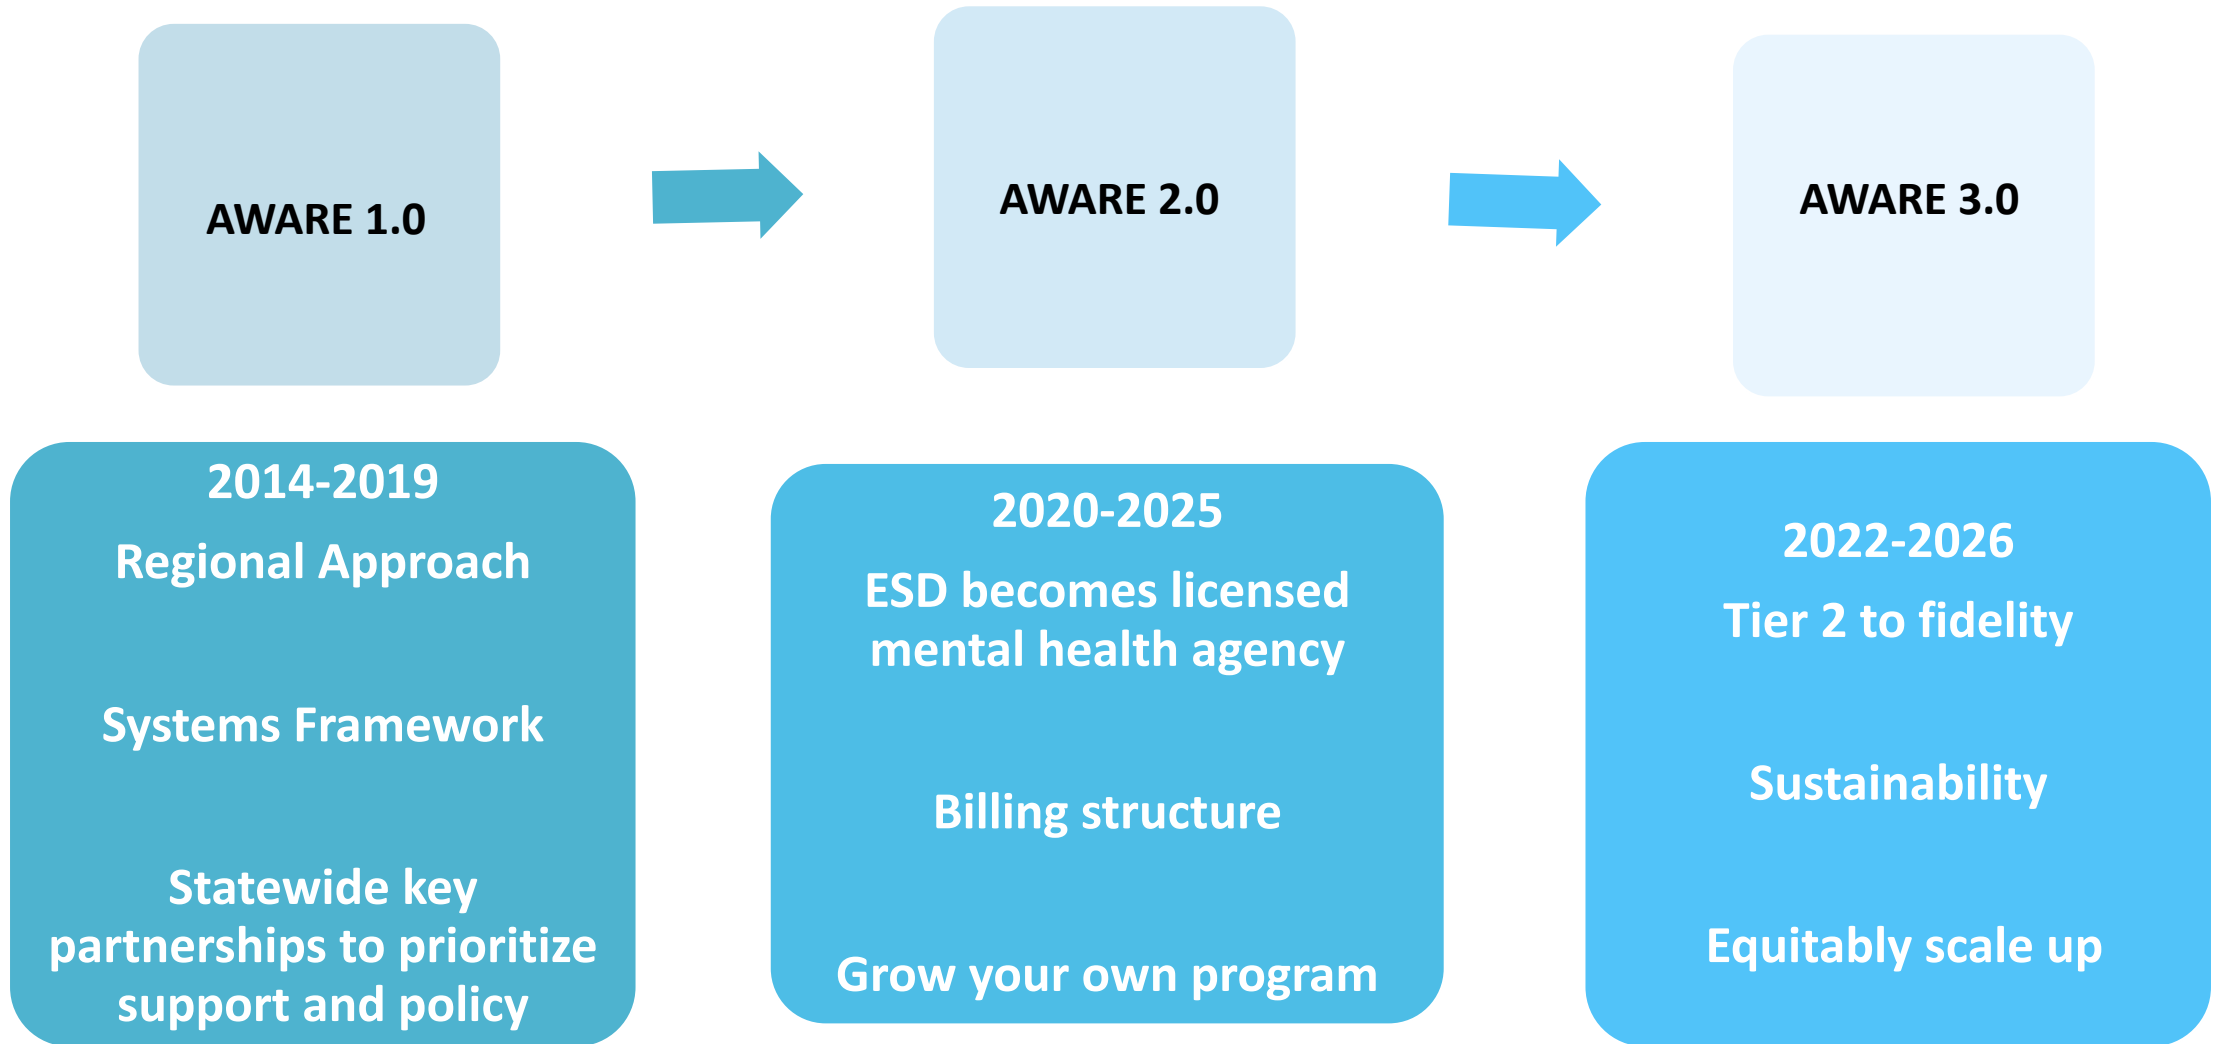 AWARE 1.0
AWARE 2.0
AWARE 3.0
2014-2019
Regional Approach
Systems Framework
Statewide key
partnerships to prioritize
support and policy
2020-2025
ESD becomes licensed
mental health agency
Billing structure
Grow your own program
2022-2026
Tier 2 to fidelity
Sustainability
Equitably scale up